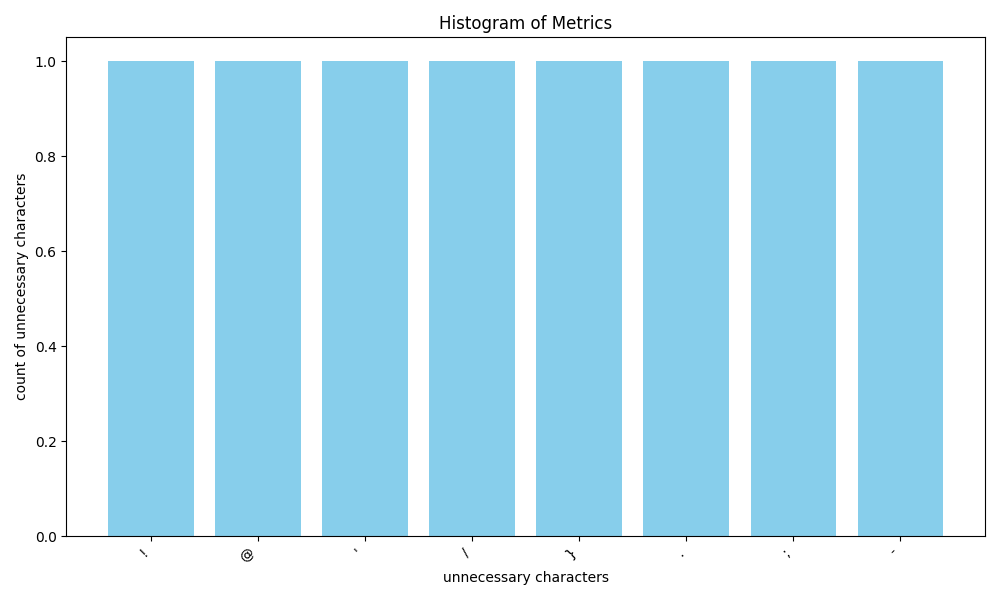 Histogram of Metrics
count of unnecessary characters
1.0
0.8
0.6
0.4
0.2
0.0
! @ ' / } . ; -
unnecessary characters